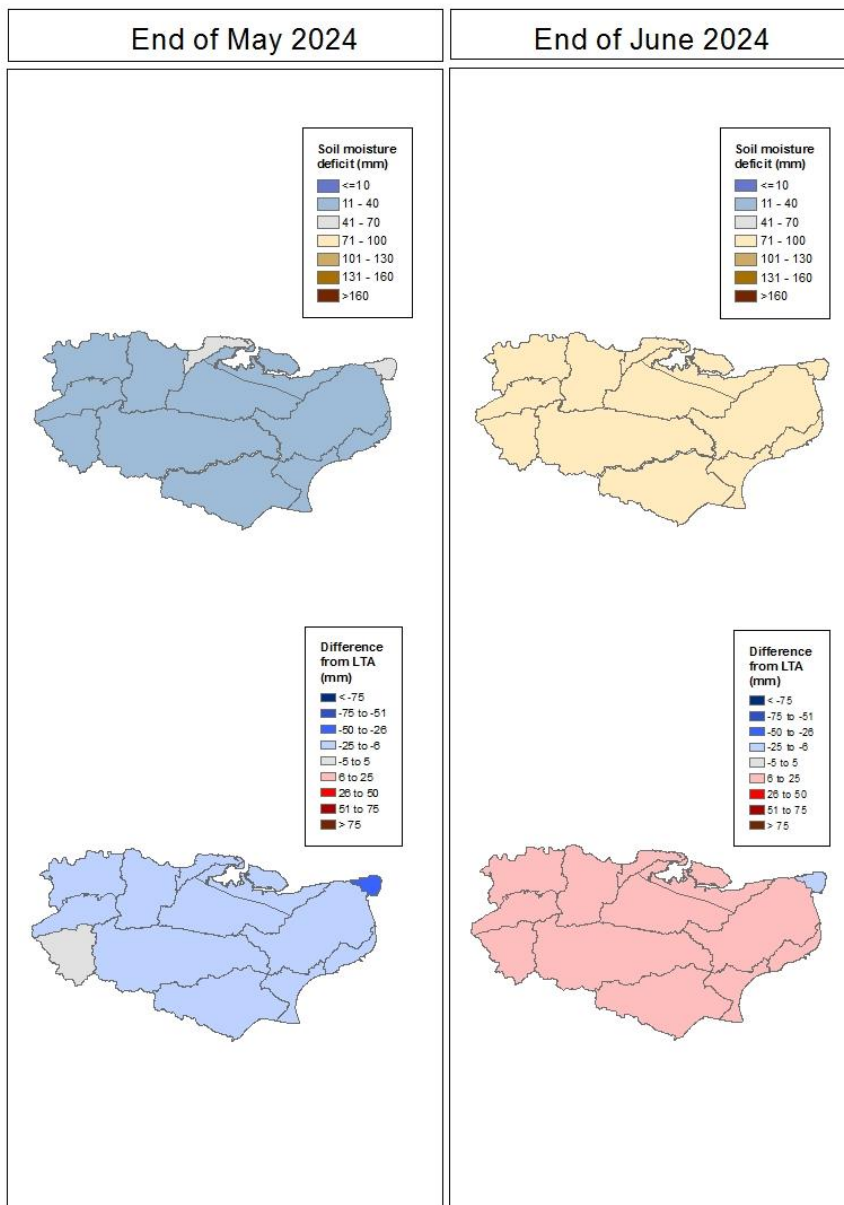 End of May 2024
Soil moisture
deficit (mm)
<=10
11 - 40
41 - 70
71 - 100
101 - 130
131 - 160
>160
Difference
from LTA
(mm)
< -75
-75 to -51
-50 to -26
-25 to -6
-5 to 5
6 to 25
26 to 50
51 to 75
> 75
End of June 2024
Soil moisture
deficit (mm)
<=10
11 - 40
41 - 70
71 - 100
101 - 130
131 - 160
>160
Difference
from LTA
(mm)
< -75
-75 to -51
-50 to -26
-25 to -6
-5 to 5
6 to 25
26 to 50
51 to 75
> 75